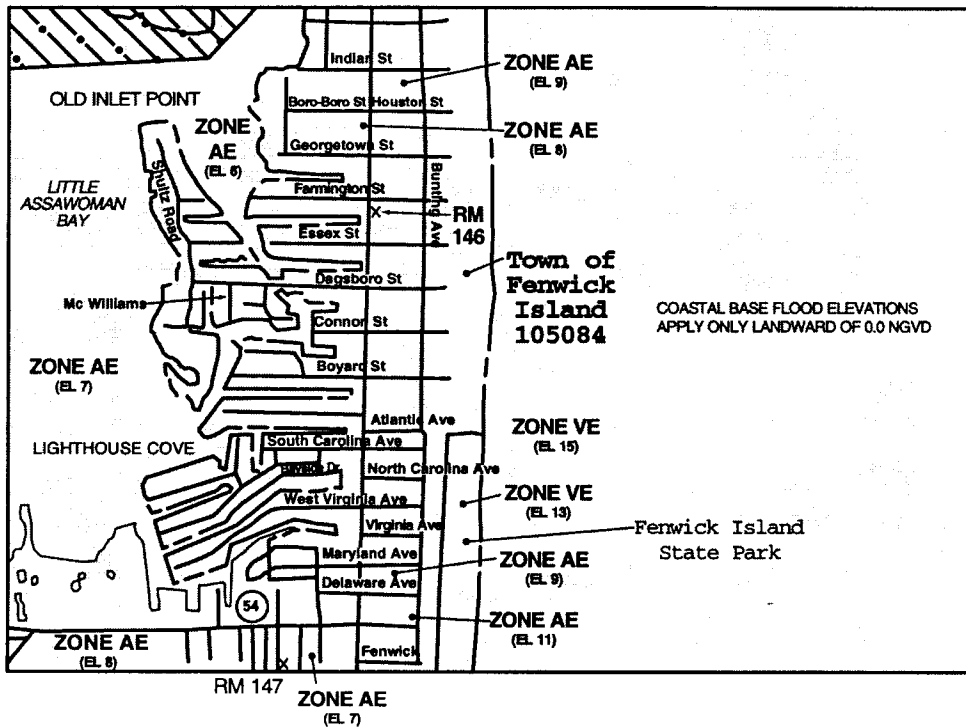 Indian St
ZONE AE
(EL 9)
OLD INLET POINT
Boro-Boro St Houston St
ZONE
AE
(EL 6)
ZONE AE
(EL 8)
Georgetown St
Shultz Road
LITTLE
ASSAWOMAN
BAY
Farmington St
Bunting Ave
RM
146
Essex St
Town of
Fenwick
Island
105084
Dagsboro St
Mc Williams
COASTAL BASE FLOOD ELEVATIONS
APPLY ONLY LANDWARD OF 0.0 NGVD
Connor St
ZONE AE
(EL 7)
Boyard St
Atlantic Ave
ZONE VE
(EL 15)
LIGHTHOUSE COVE
South Carolina Ave
Bayside Dr
North Carolina Ave
West Virginia Ave
ZONE VE
(EL 13)
Virginia Ave
Fenwick Island
State Park
Maryland Ave
ZONE AE
(EL 9)
Delaware Ave
54
ZONE AE
(EL 11)
ZONE AE
(EL 8)
Fenwick
RM 147
ZONE AE
(EL 7)